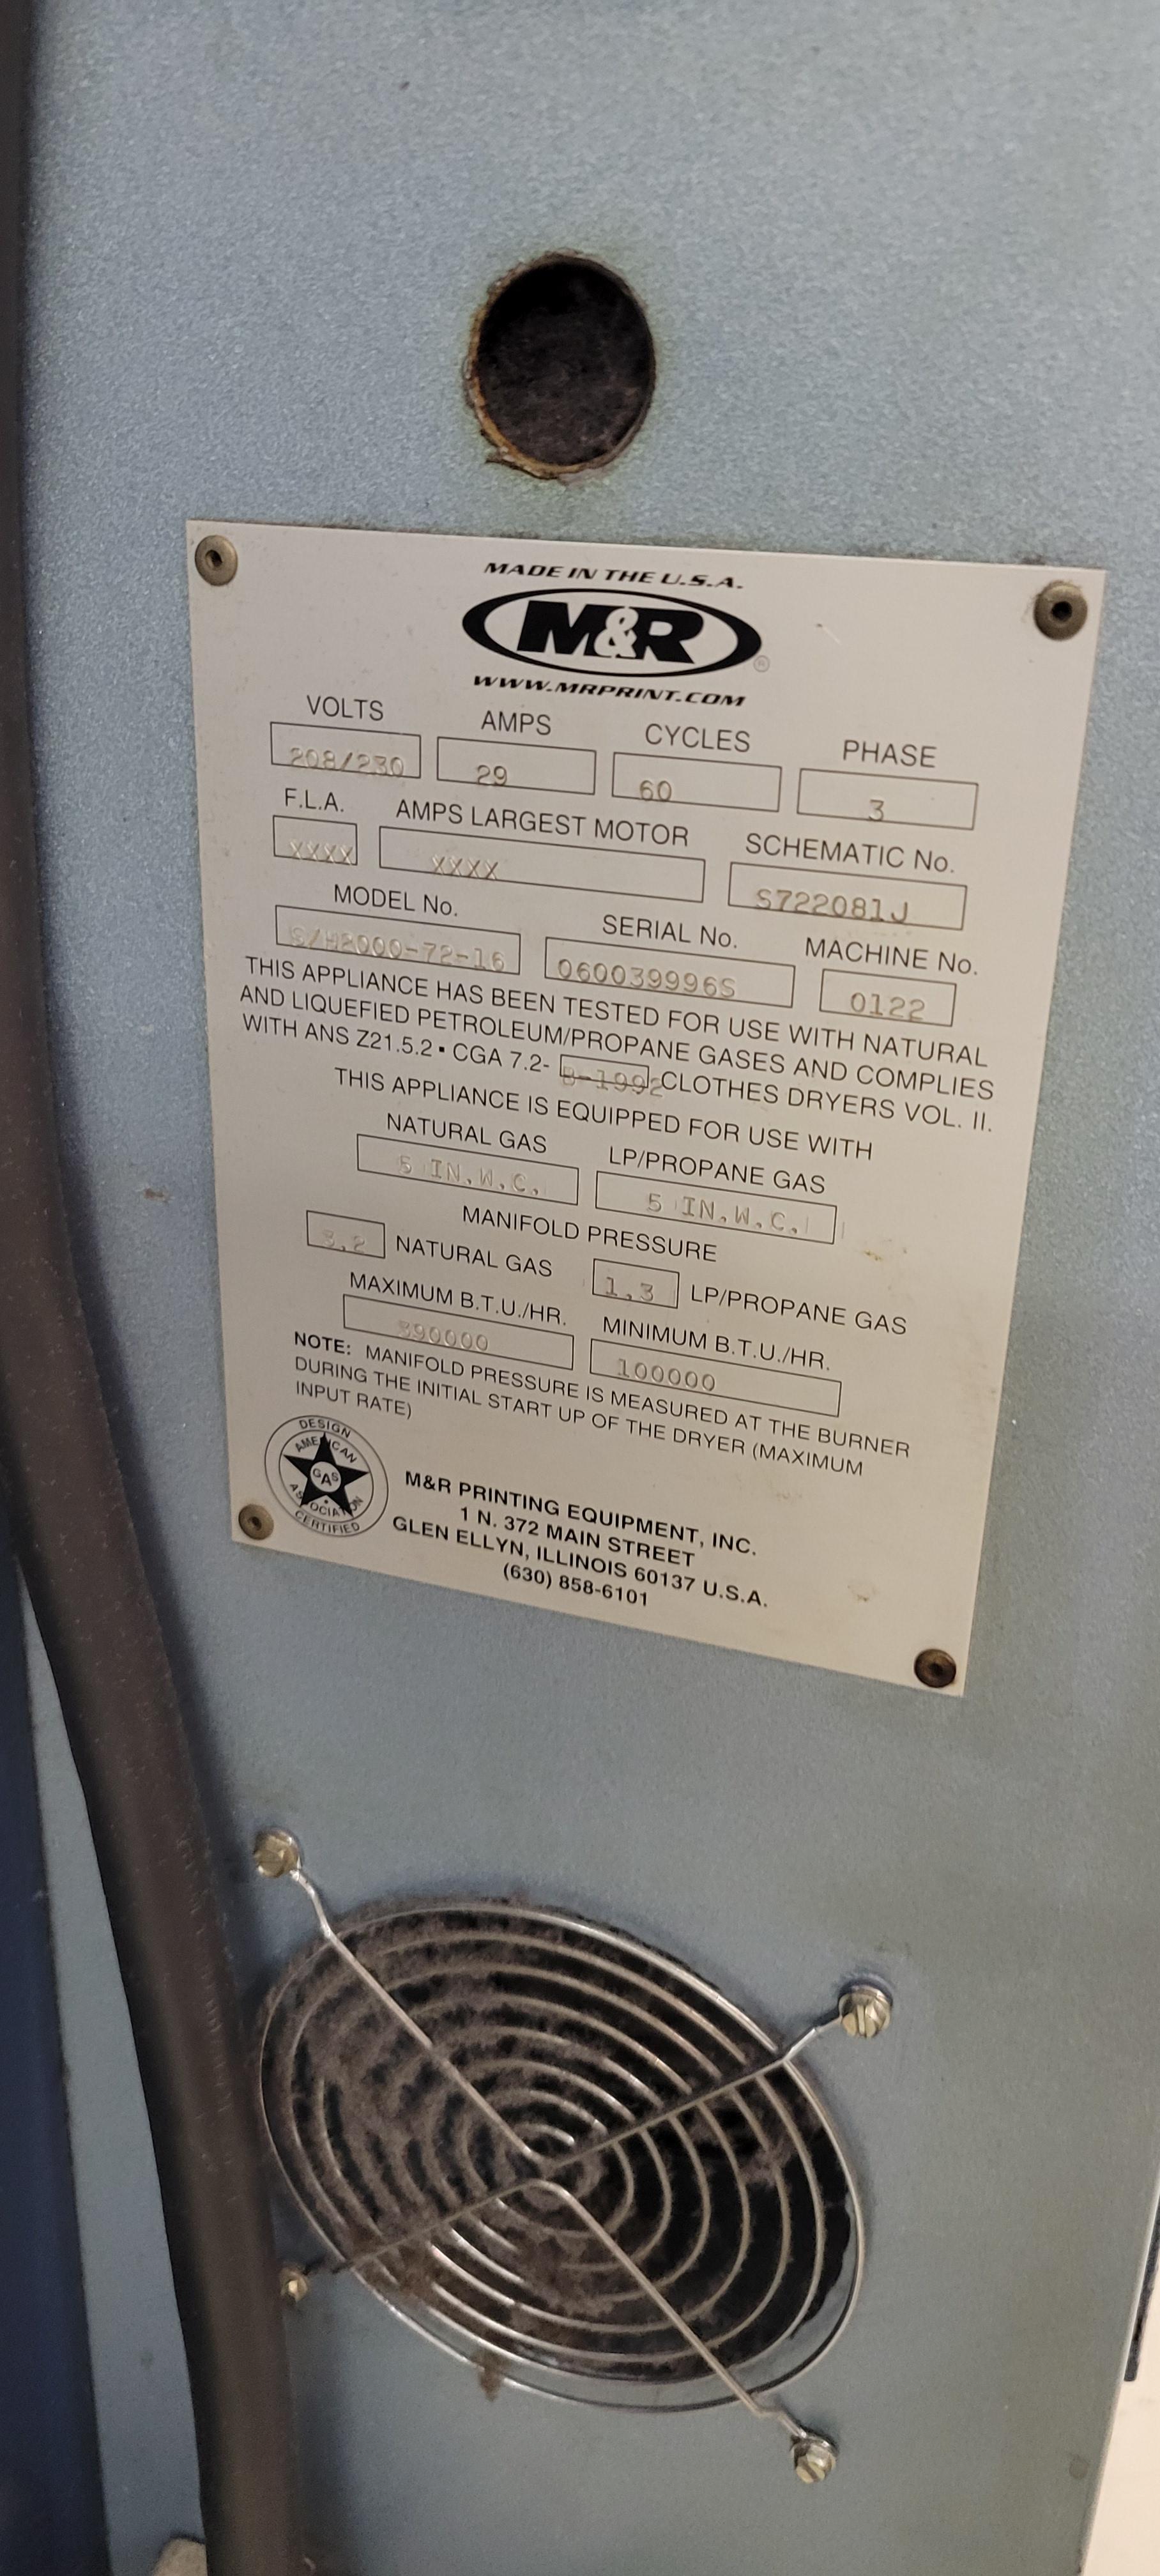 MADE IN THE U.S.A.
M&R ®
WWW.MRPRINT.COM
VOLTS AMPS CYCLES PHASE
208/230 29 60 3
F.L.A. AMPS LARGEST MOTOR SCHEMATIC No.
XXXX XXXX S722081J
MODEL No. SERIAL No. MACHINE No.
060039996S 0122
THIS APPLIANCE HAS BEEN TESTED FOR USE WITH NATURAL
AND LIQUEFIED PETROLEUM/PROPANE GASES AND COMPLIES
WITH ANS Z21.5.2 ▪ CGA 7.2- B-1992 CLOTHES DRYERS VOL. II.
THIS APPLIANCE IS EQUIPPED FOR USE WITH
NATURAL GAS LP/PROPANE GAS
5 IN.W.C. 5 IN.W.C.
MANIFOLD PRESSURE
3.2 NATURAL GAS 1.3 LP/PROPANE GAS
MAXIMUM B.T.U./HR. MINIMUM B.T.U./HR.
390000 100000
NOTE: MANIFOLD PRESSURE IS MEASURED AT THE BURNER
DURING THE INITIAL START UP OF THE DRYER (MAXIMUM
INPUT RATE)
DESIGN
AMERICAN
GAS
ASSOCIATION
CERTIFIED
M&R PRINTING EQUIPMENT, INC.
1 N. 372 MAIN STREET
GLEN ELLYN, ILLINOIS 60137 U.S.A.
(630) 858-6101